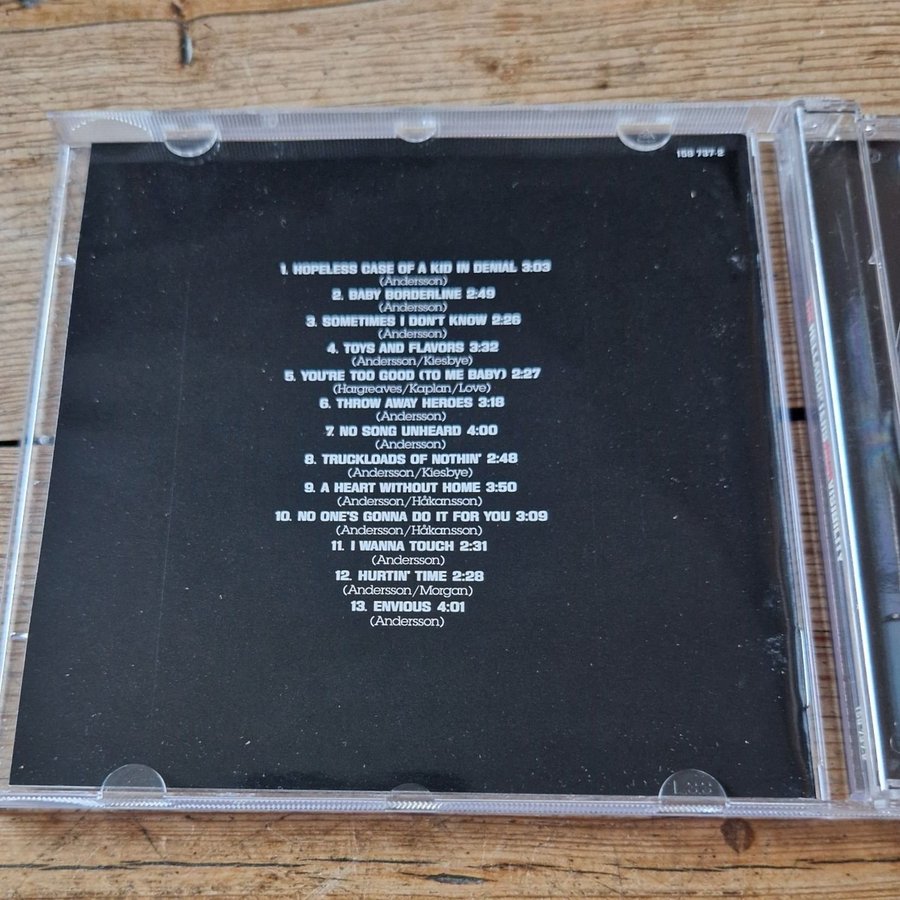 159 737-2
1. HOPELESS CASE OF A KID IN DENIAL 3:03
(Andersson)
2. BABY BORDERLINE 2:49
(Andersson)
3. SOMETIMES I DON'T KNOW 2:26
(Andersson)
4. TOYS AND FLAVORS 3:32
(Andersson/Kiesbye)
5. YOU'RE TOO GOOD (TO ME BABY) 2:27
(Hargreaves/Kaplan/Love)
6. THROW AWAY HEROES 3:18
(Andersson)
7. NO SONG UNHEARD 4:00
(Andersson)
8. TRUCKLOADS OF NOTHIN' 2:48
(Andersson/Kiesbye)
9. A HEART WITHOUT HOME 3:50
(Andersson/Håkansson)
10. NO ONE'S GONNA DO IT FOR YOU 3:09
(Andersson/Håkansson)
11. I WANNA TOUCH 2:31
(Andersson)
12. HURTIN' TIME 2:28
(Andersson/Morgan)
13. ENVIOUS 4:01
(Andersson)